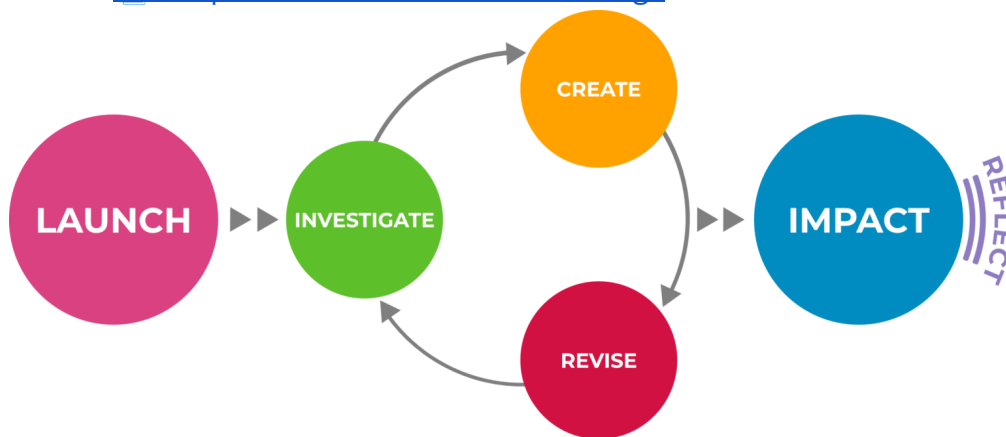 LAUNCH
INVESTIGATE
CREATE
REVISE
IMPACT
REFLECT